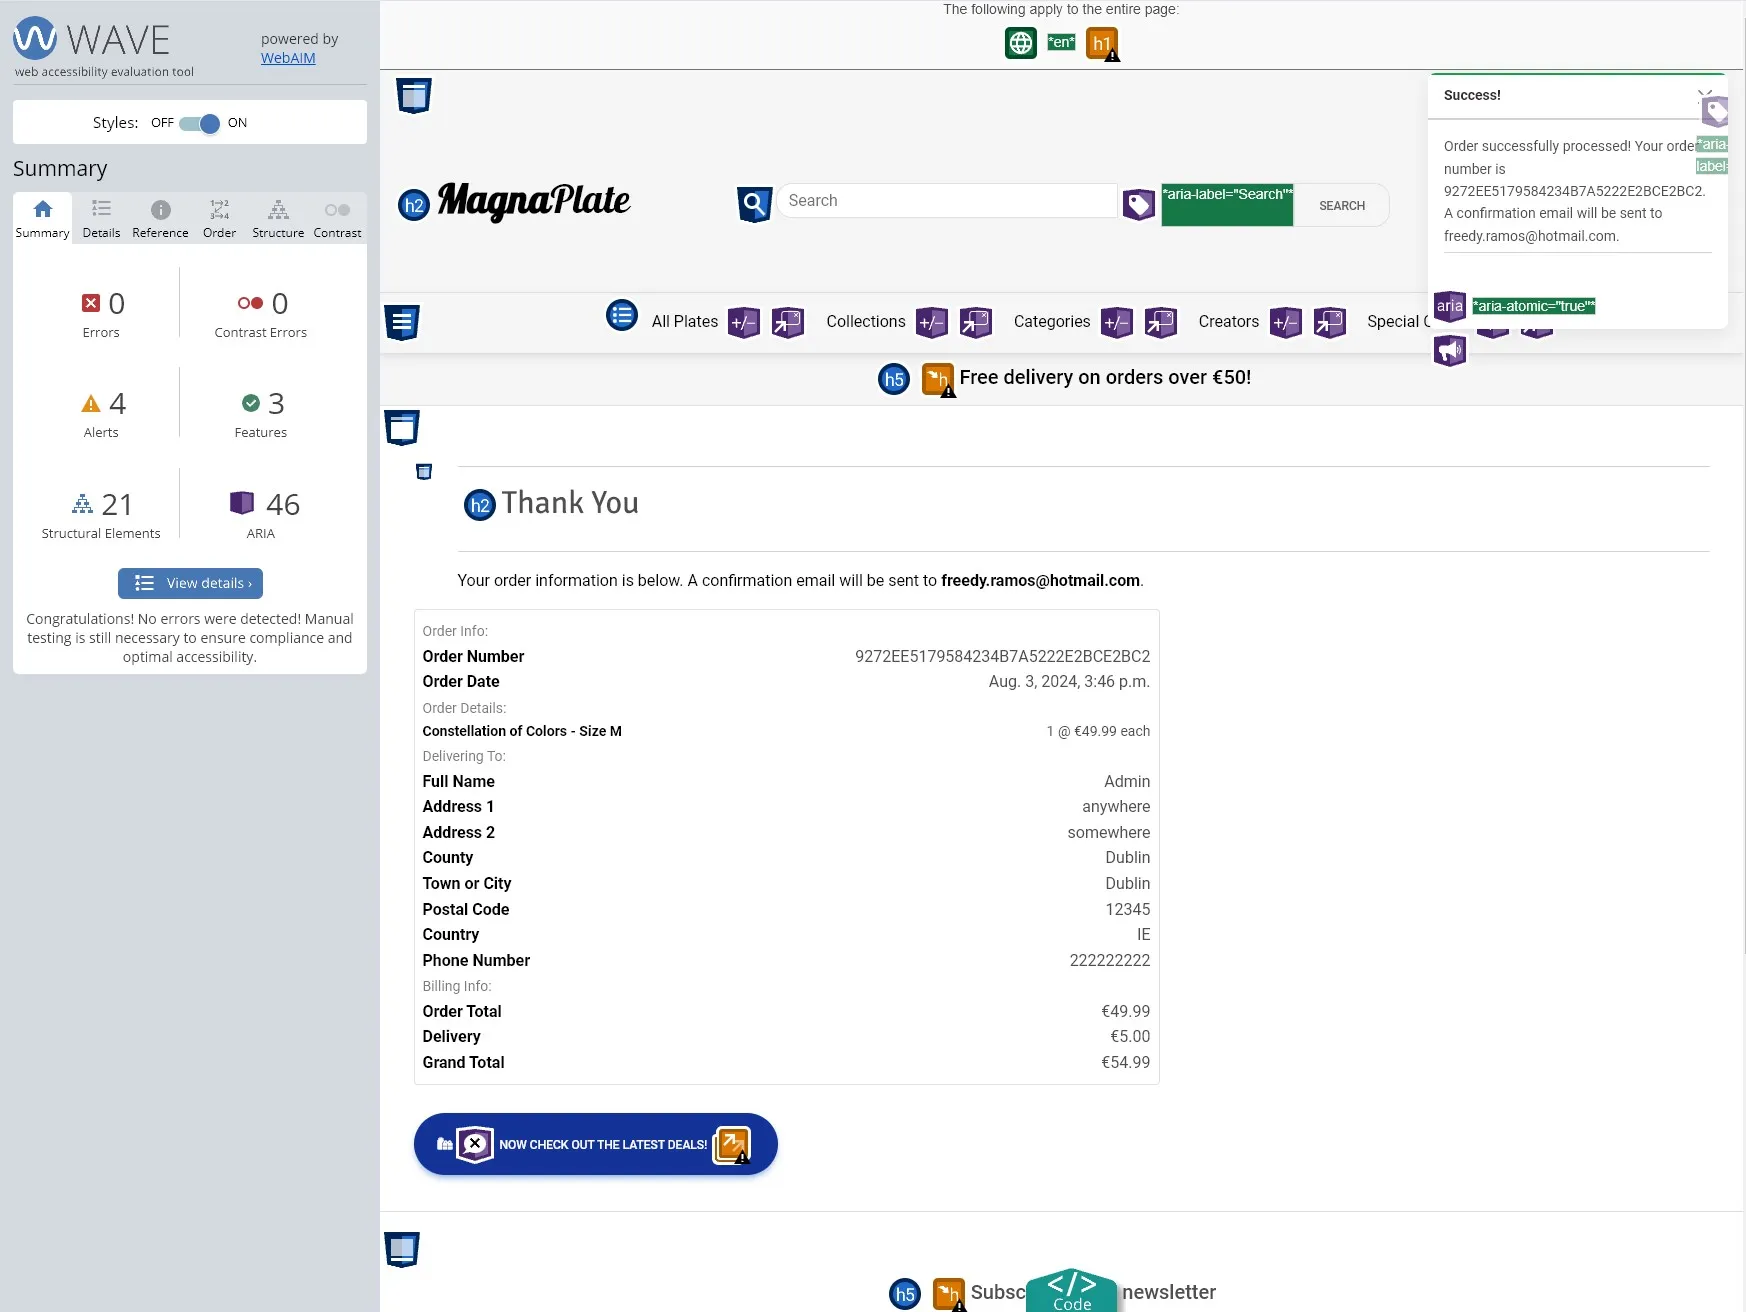 WAVE
powered by
WebAIM
web accessibility evaluation tool
Styles: OFF ON
Summary
Summary Details Reference Order Structure Contrast
0
Errors
0
Contrast Errors
4
Alerts
3
Features
21
Structural Elements
46
ARIA
View details ›
Congratulations! No errors were detected! Manual
testing is still necessary to ensure compliance and
optimal accessibility.
The following apply to the entire page:
*en* h1
h2 MagnaPlate
Search
*aria-label="Search"*
SEARCH
Success!
Order successfully processed! Your order
number is
9272EE5179584234B7A5222E2BCE2BC2.
A confirmation email will be sent to
freedy.ramos@hotmail.com.
*aria-
label=
aria *aria-atomic="true"*
All Plates +/- Collections +/- Categories +/- Creators +/- Special
h5 h Free delivery on orders over €50!
h2 Thank You
Your order information is below. A confirmation email will be sent to freedy.ramos@hotmail.com.
Order Info:
Order Number 9272EE5179584234B7A5222E2BCE2BC2
Order Date Aug. 3, 2024, 3:46 p.m.
Order Details:
Constellation of Colors - Size M 1 @ €49.99 each
Delivering To:
Full Name Admin
Address 1 anywhere
Address 2 somewhere
County Dublin
Town or City Dublin
Postal Code 12345
Country IE
Phone Number 222222222
Billing Info:
Order Total €49.99
Delivery €5.00
Grand Total €54.99
NOW CHECK OUT THE LATEST DEALS!
h5 h Subsc newsletter
</> Code